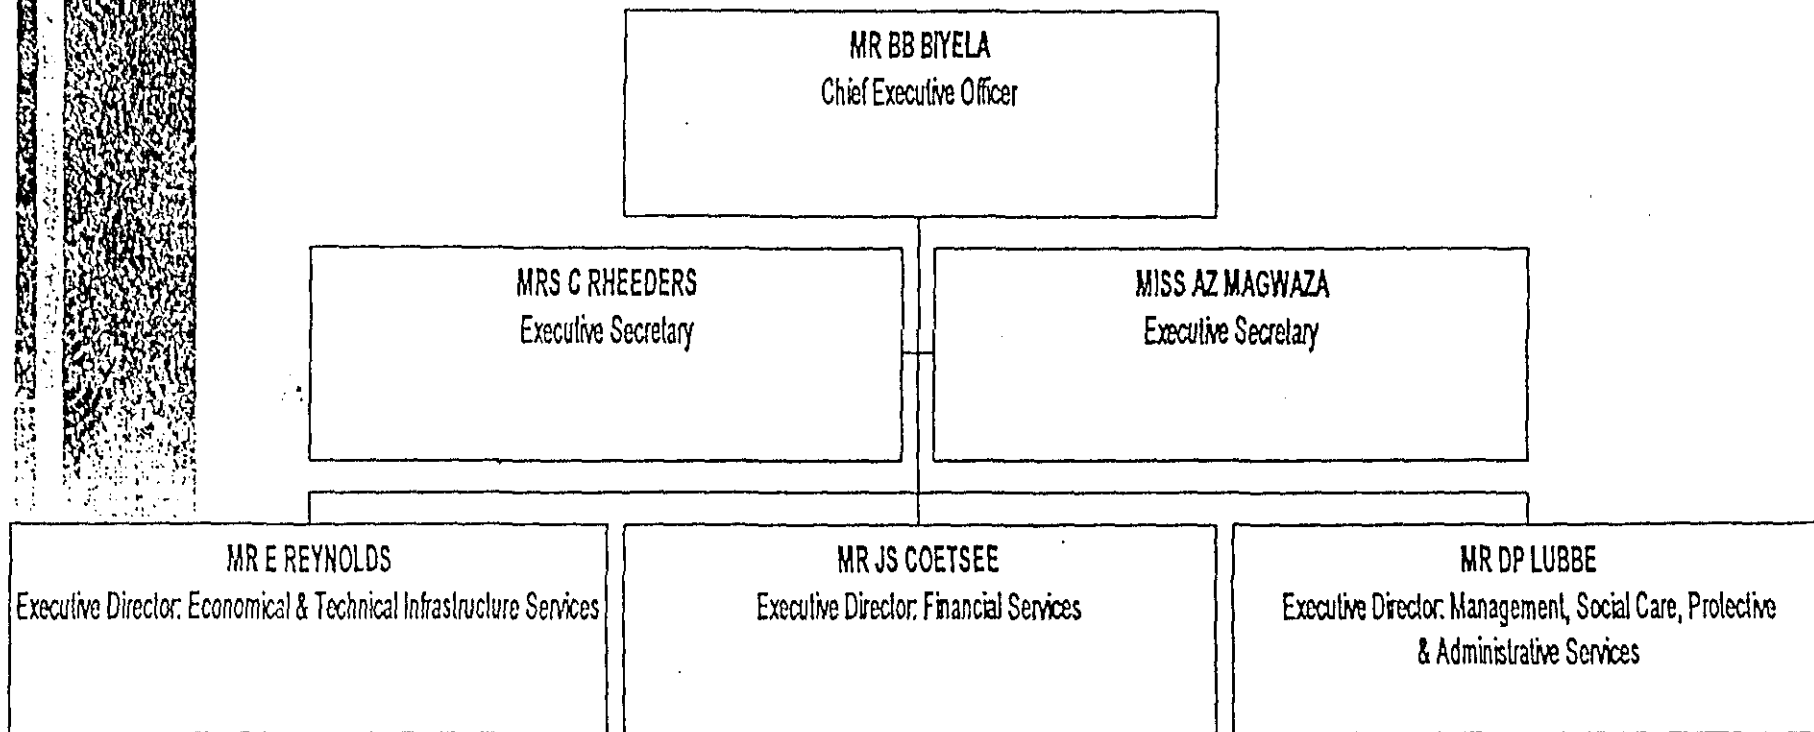 MR BB BIYELA
Chief Executive Officer
MRS C RHEEDERS
Executive Secretary
MISS AZ MAGWAZA
Executive Secretary
MR E REYNOLDS
Executive Director: Economical & Technical Infrastructure Services
MR JS COETSEE
Executive Director: Financial Services
MR DP LUBBE
Executive Director: Management, Social Care, Protective
& Administrative Services